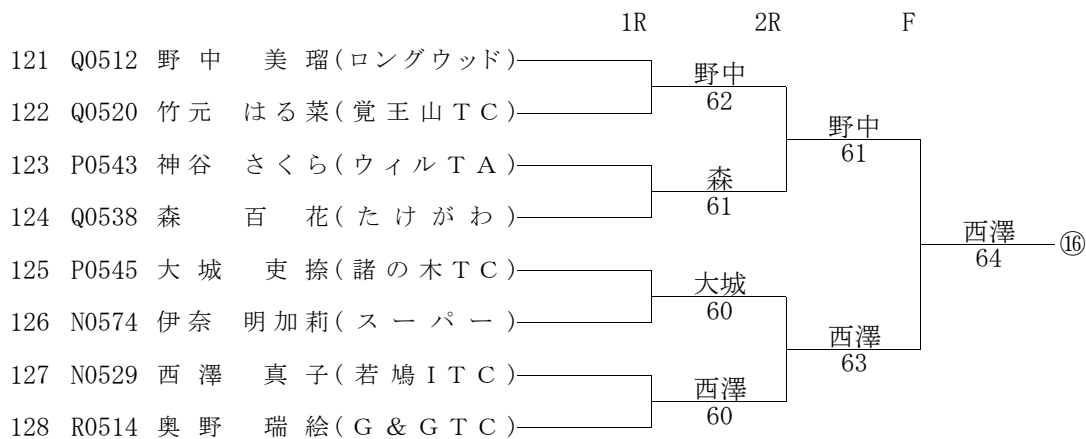 1R 2R F
121 Q0512 野中 美瑠(ロングウッド)
野中
62
122 Q0520 竹元 はる菜(覚王山TC)
野中
61
123 P0543 神谷 さくら(ウィルTA)
森
61
124 Q0538 森 百花(たけがわ)
西澤 ⑯
64
125 P0545 大城 吏捺(諸の木TC)
大城
60
126 N0574 伊奈 明加莉(スーパー)
西澤
63
127 N0529 西澤 真子(若鳩ITC)
西澤
60
128 R0514 奥野 瑞絵(G&GTC)